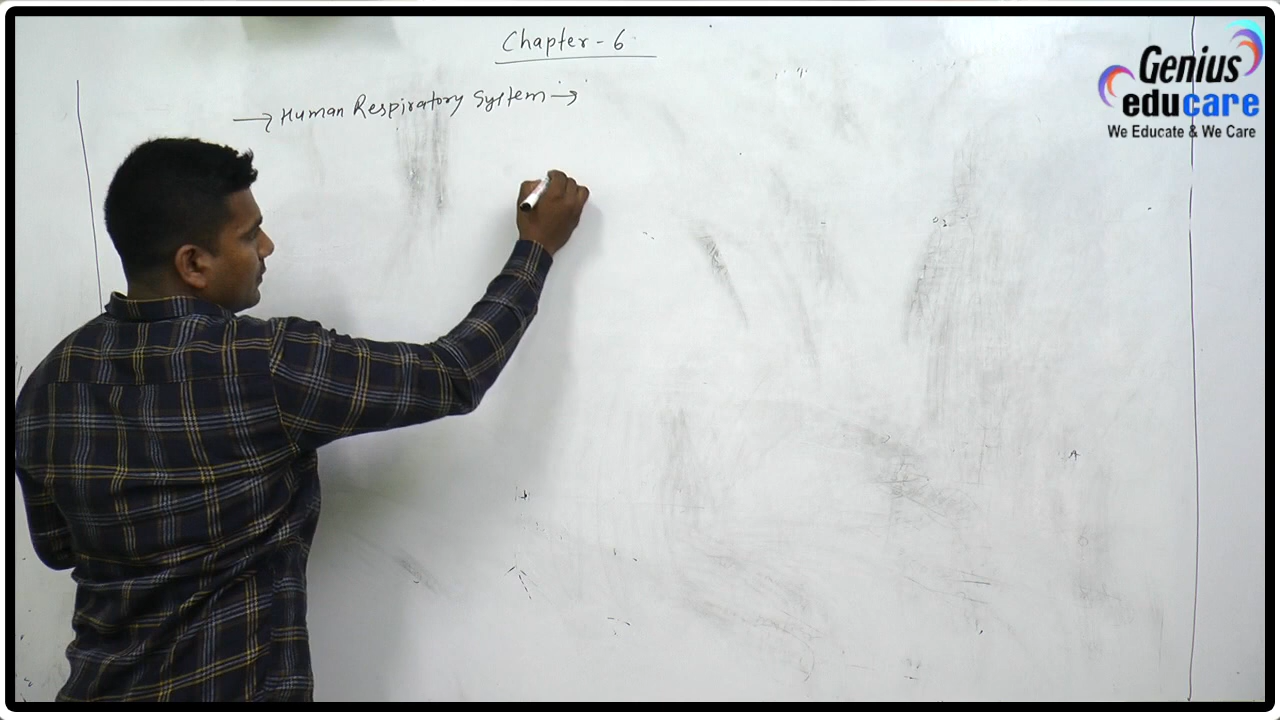 Chapter - 6
→ Human Respiratory System →
Genius
educare
We Educate & We Care